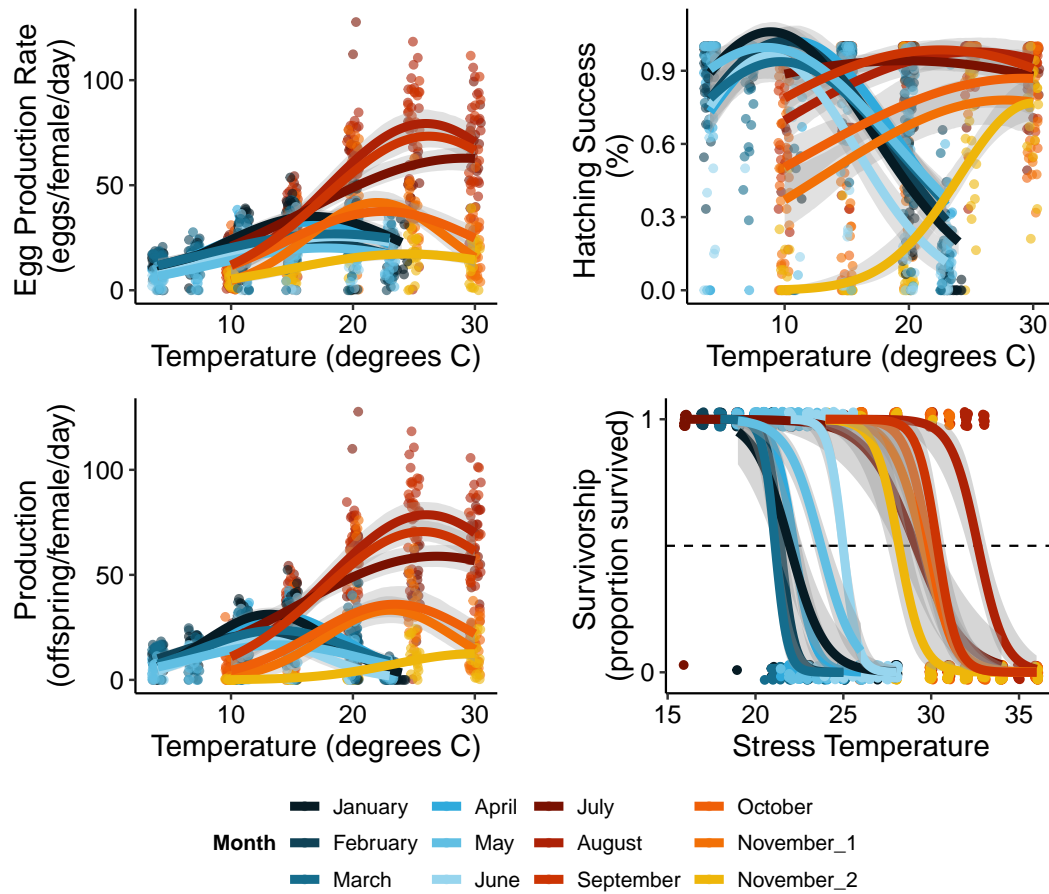 Egg Production Rate
(eggs/female/day)
100
50
0
10
20
30
Temperature (degrees C)
Hatching Success
(%)
0.9
0.6
0.3
0.0
10
20
30
Temperature (degrees C)
Production
(offspring/female/day)
100
50
0
10
20
30
Temperature (degrees C)
Survivorship
(proportion survived)
1
0
15
20
25
30
35
Stress Temperature
Month
January
February
March
April
May
June
July
August
September
October
November_1
November_2